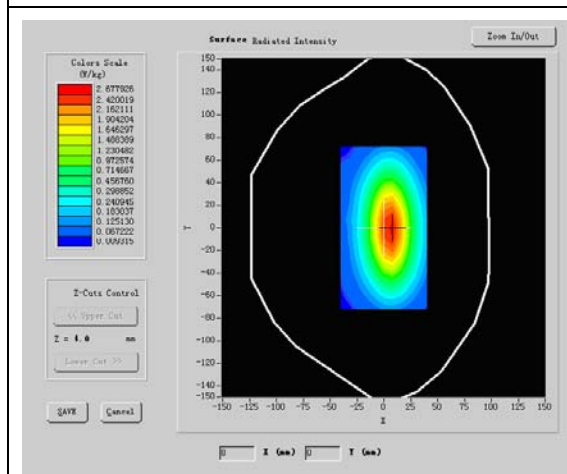 Surface Radiated Intensity
Zoom In/Out
Colors Scale
(W/kg)
2.677926
2.420019
2.162111
1.904204
1.646297
1.230482
0.972574
0.714667
0.456760
0.298852
0.240945
0.183037
0.125130
0.067222
0.009315
Z-Cuts Control
<< Upper Cut
Z = 4.0 mm
Lower Cut >>
SAVE Cancel
150
140
120
100
80
60
40
20
0
-20
-40
-60
-80
-100
-120
-140
-150
Y
-150 -125 -100 -75 -50 -25 0 25 50 75 100 125 150
X
0 X (mm) 0 Y (mm)